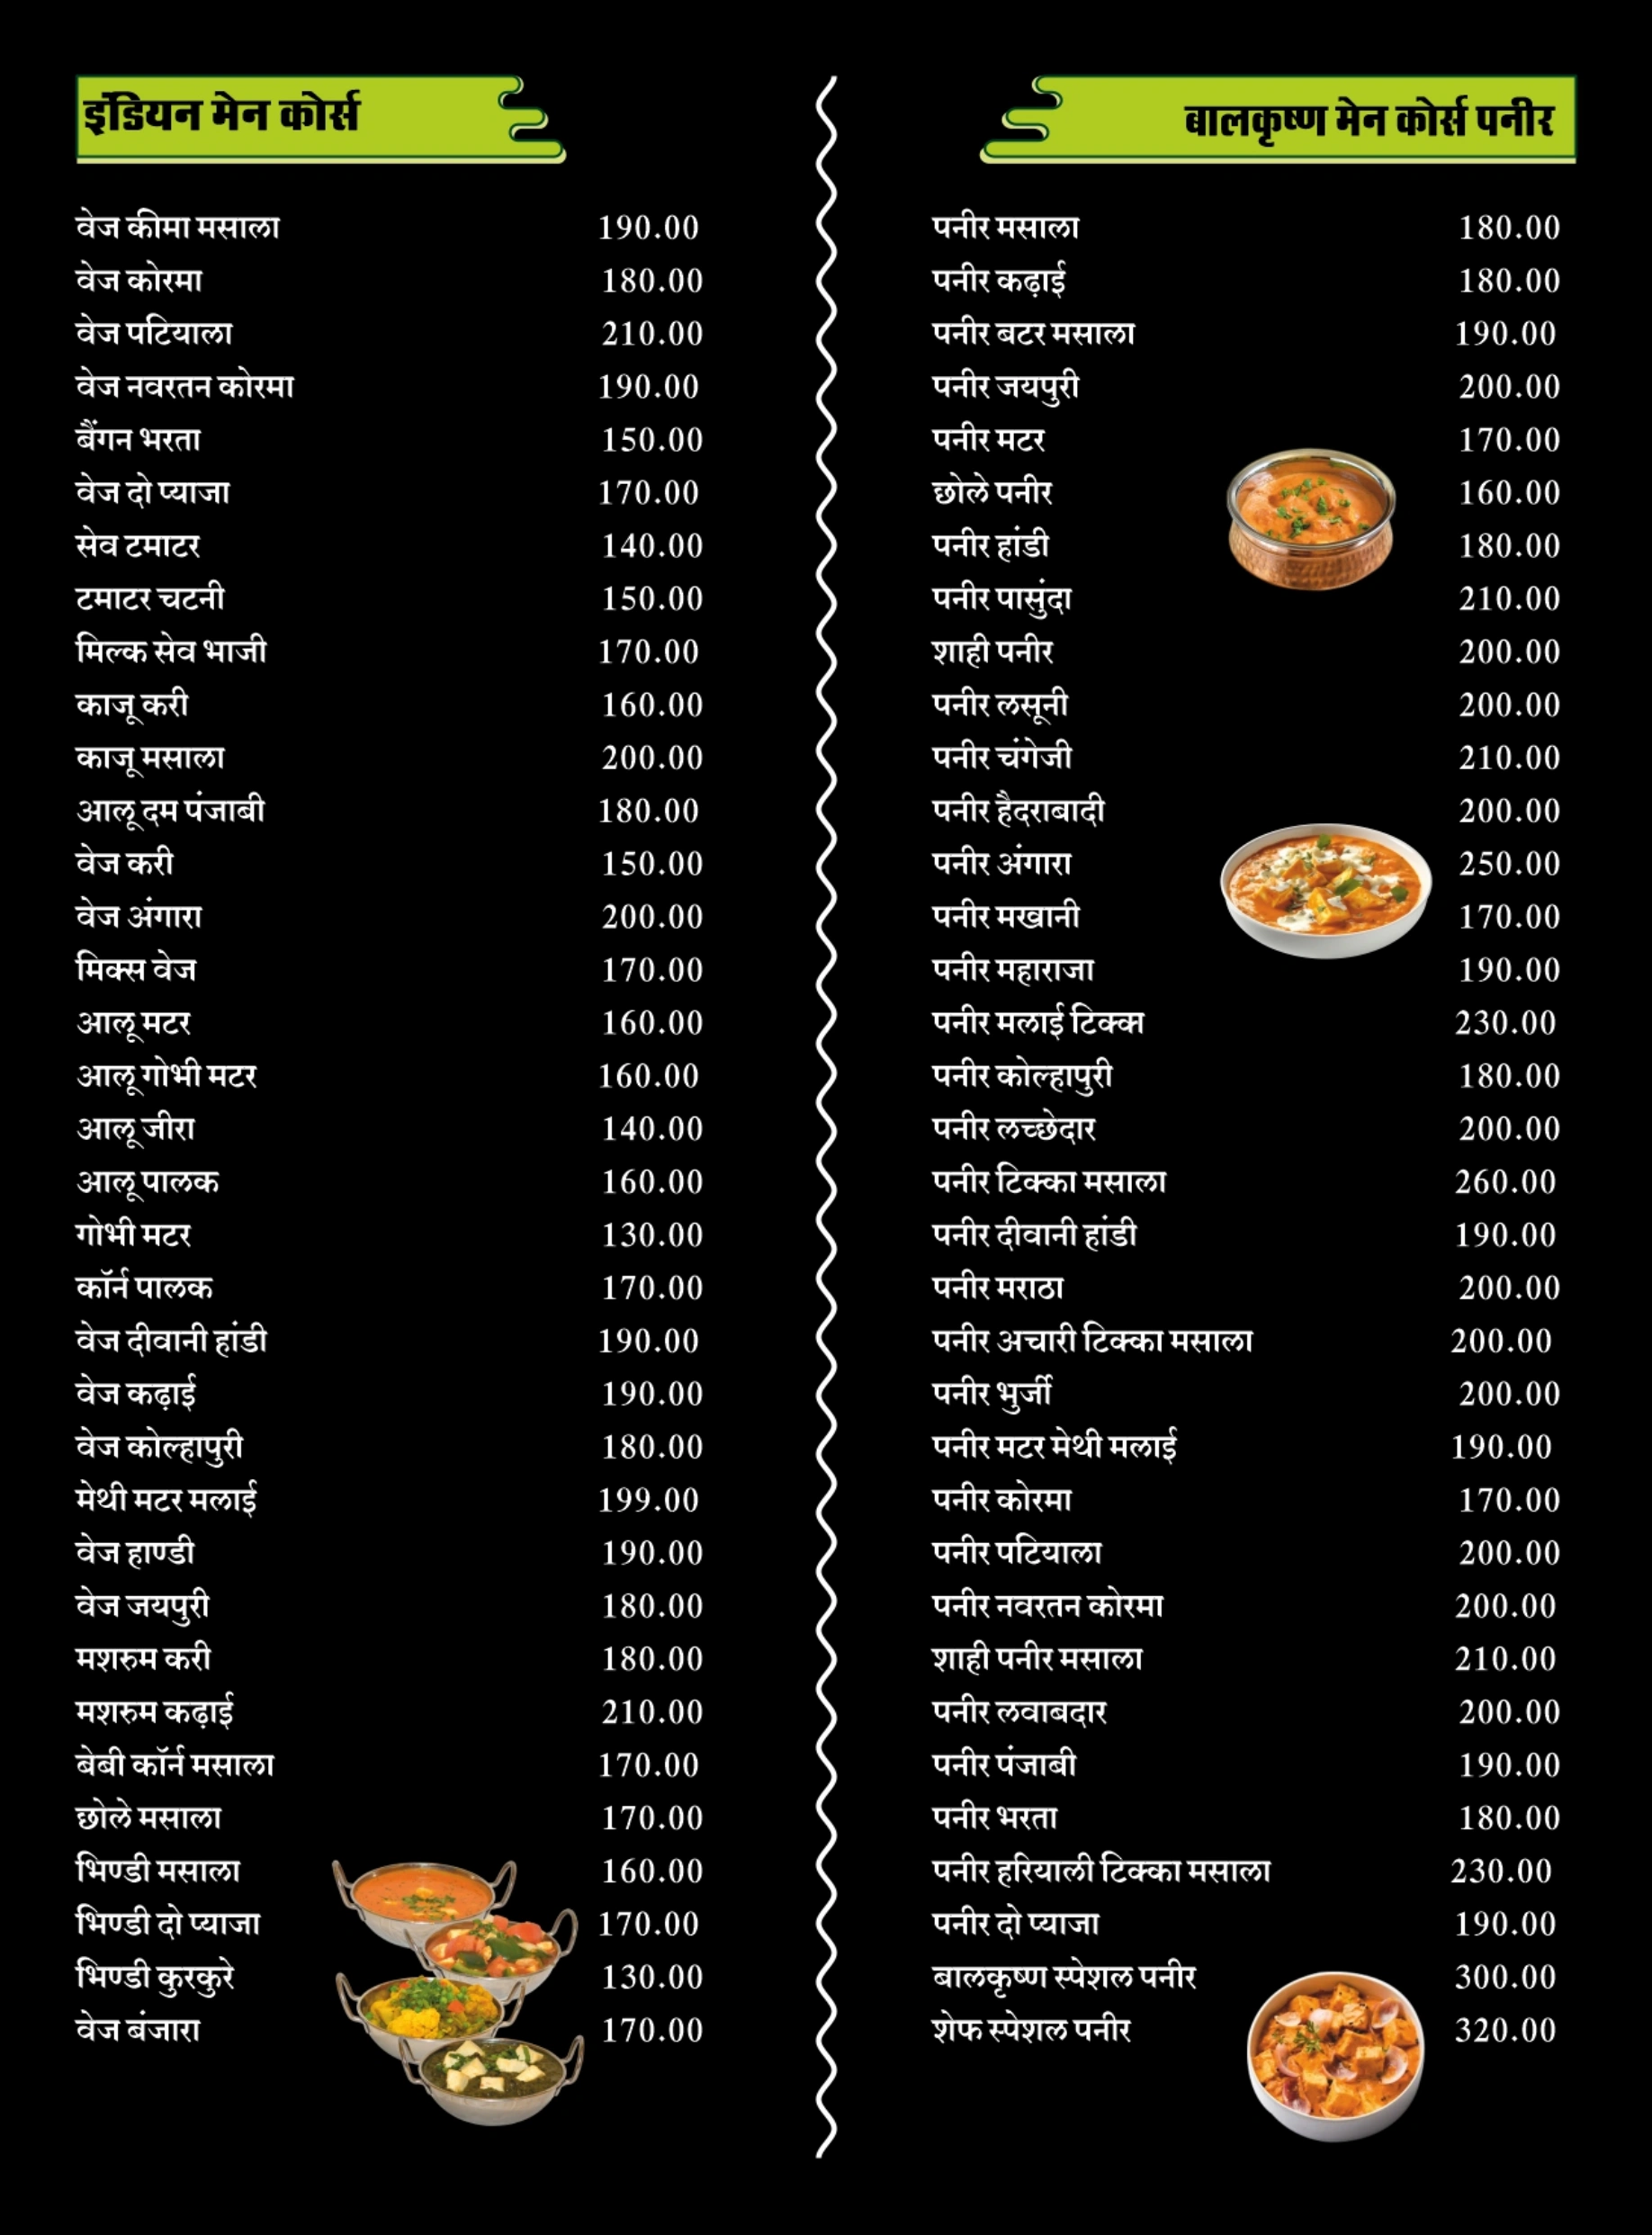 इंडियन मेन कोर्स
वेज कीमा मसाला 190.00
वेज कोरमा 180.00
वेज पटियाला 210.00
वेज नवरतन कोरमा 190.00
बैंगन भरता 150.00
वेज दो प्याजा 170.00
सेव टमाटर 140.00
टमाटर चटनी 150.00
मिल्क सेव भाजी 170.00
काजू करी 160.00
काजू मसाला 200.00
आलू दम पंजाबी 180.00
वेज करी 150.00
वेज अंगारा 200.00
मिक्स वेज 170.00
आलू मटर 160.00
आलू गोभी मटर 160.00
आलू जीरा 140.00
आलू पालक 160.00
गोभी मटर 130.00
कॉर्न पालक 170.00
वेज दीवानी हांडी 190.00
वेज कढ़ाई 190.00
वेज कोल्हापुरी 180.00
मेथी मटर मलाई 199.00
वेज हाण्डी 190.00
वेज जयपुरी 180.00
मशरुम करी 180.00
मशरुम कढ़ाई 210.00
बेबी कॉर्न मसाला 170.00
छोले मसाला 170.00
भिण्डी मसाला 160.00
भिण्डी दो प्याजा 170.00
भिण्डी कुरकुरे 130.00
वेज बंजारा 170.00
बालकृष्ण मेन कोर्स पनीर
पनीर मसाला 180.00
पनीर कढ़ाई 180.00
पनीर बटर मसाला 190.00
पनीर जयपुरी 200.00
पनीर मटर 170.00
छोले पनीर 160.00
पनीर हांडी 180.00
पनीर पासुंदा 210.00
शाही पनीर 200.00
पनीर लसूनी 200.00
पनीर चंगेजी 210.00
पनीर हैदराबादी 200.00
पनीर अंगारा 250.00
पनीर मखानी 170.00
पनीर महाराजा 190.00
पनीर मलाई टिक्का 230.00
पनीर कोल्हापुरी 180.00
पनीर लच्छेदार 200.00
पनीर टिक्का मसाला 260.00
पनीर दीवानी हांडी 190.00
पनीर मराठा 200.00
पनीर अचारी टिक्का मसाला 200.00
पनीर भुर्जी 200.00
पनीर मटर मेथी मलाई 190.00
पनीर कोरमा 170.00
पनीर पटियाला 200.00
पनीर नवरतन कोरमा 200.00
शाही पनीर मसाला 210.00
पनीर लवाबदार 200.00
पनीर पंजाबी 190.00
पनीर भरता 180.00
पनीर हरियाली टिक्का मसाला 230.00
पनीर दो प्याजा 190.00
बालकृष्ण स्पेशल पनीर 300.00
शेफ स्पेशल पनीर 320.00